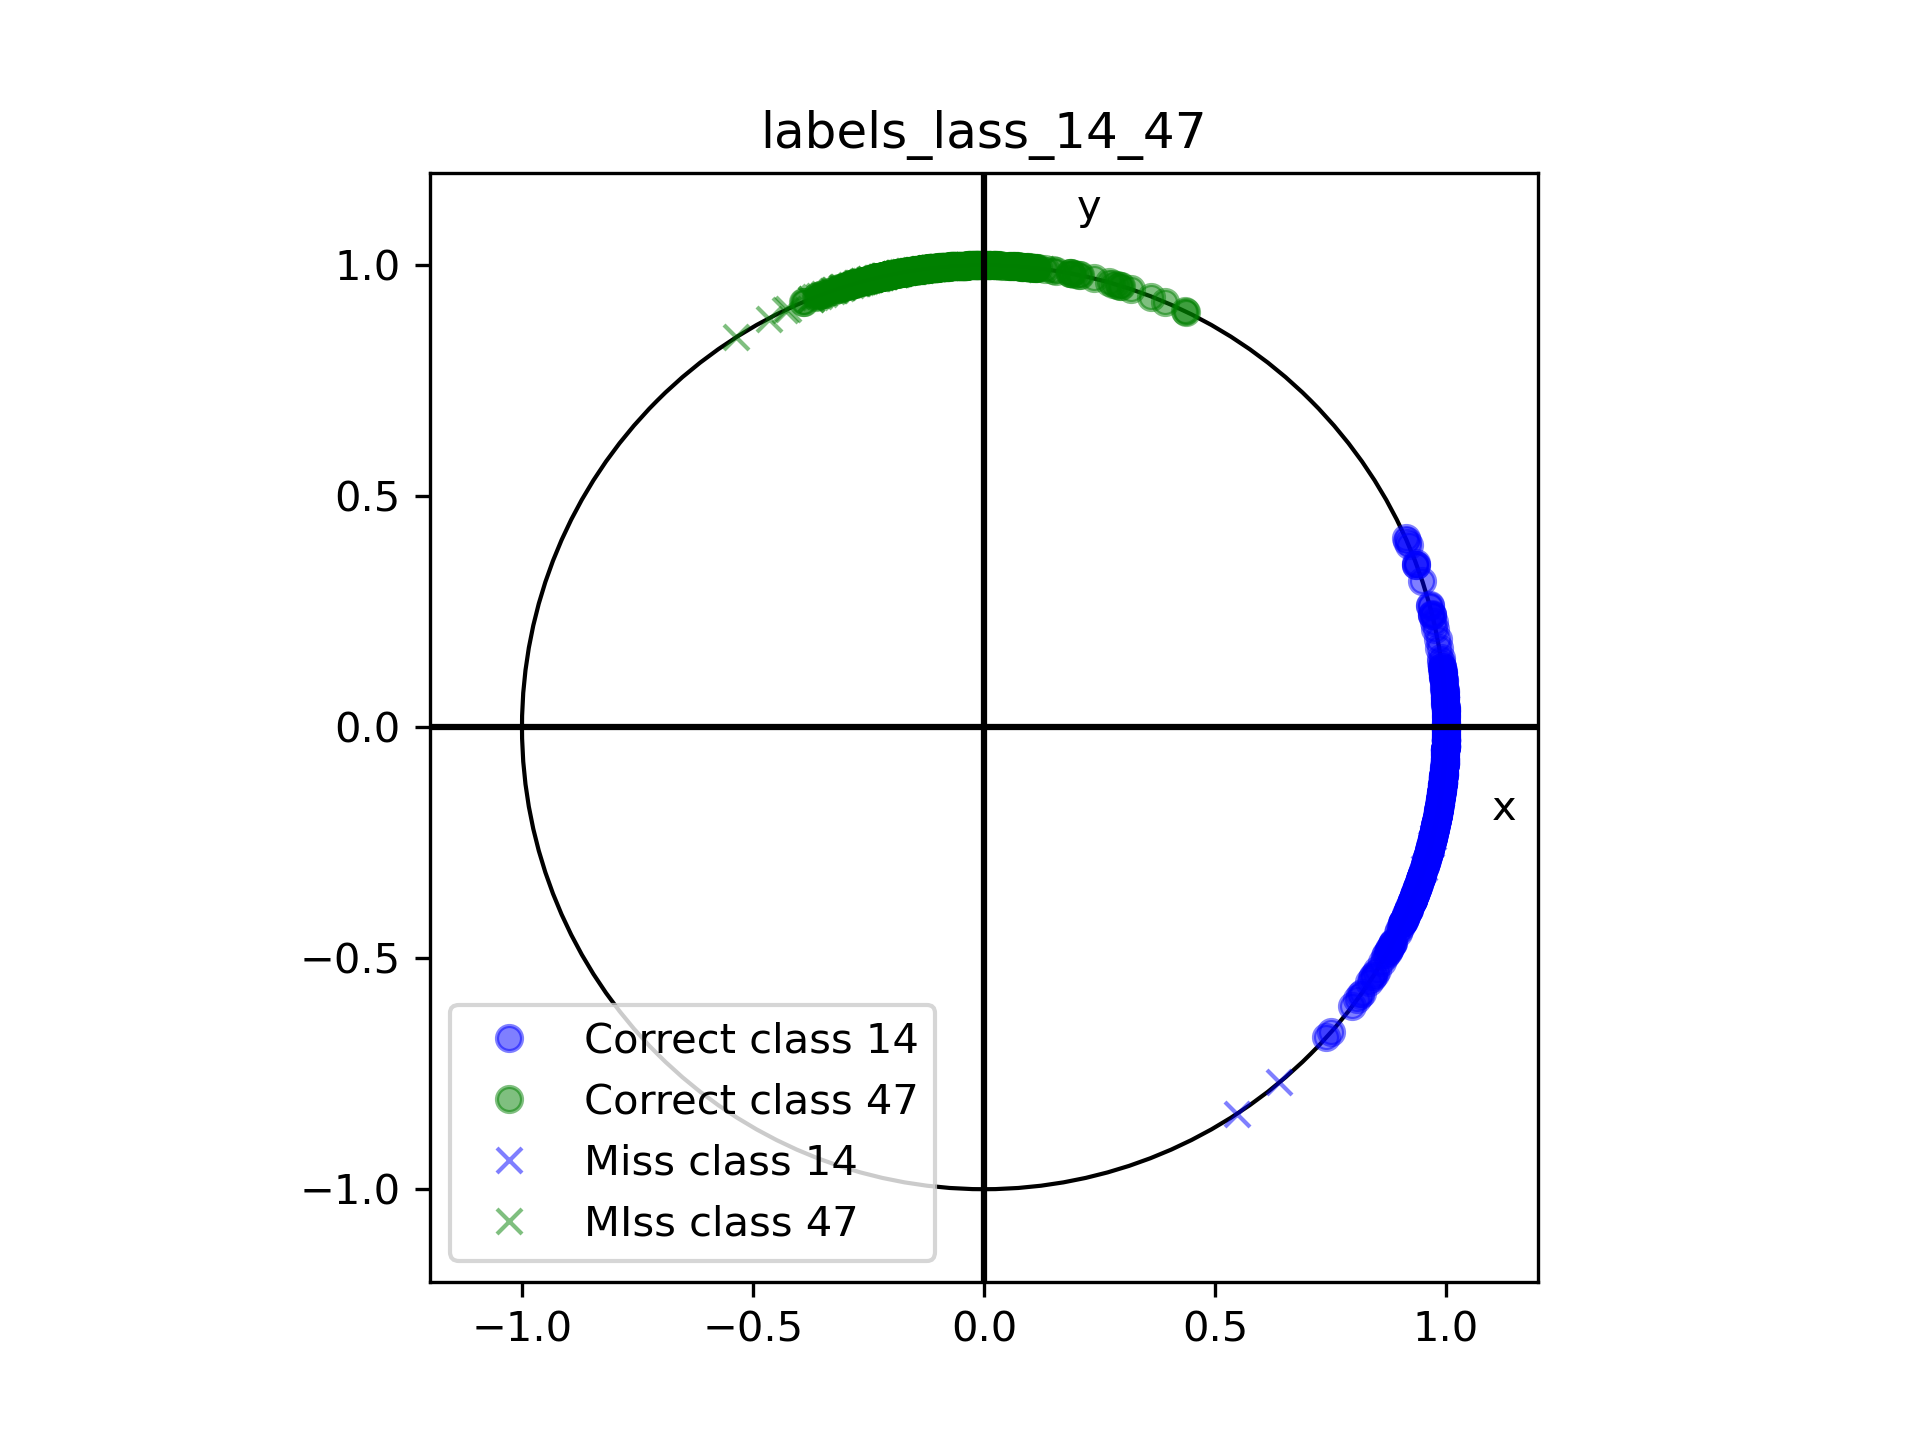 labels_lass_14_47
y
1.0
0.5
0.0
x
−0.5
−1.0
Correct class 14
Correct class 47
Miss class 14
MIss class 47
−1.0 −0.5 0.0 0.5 1.0